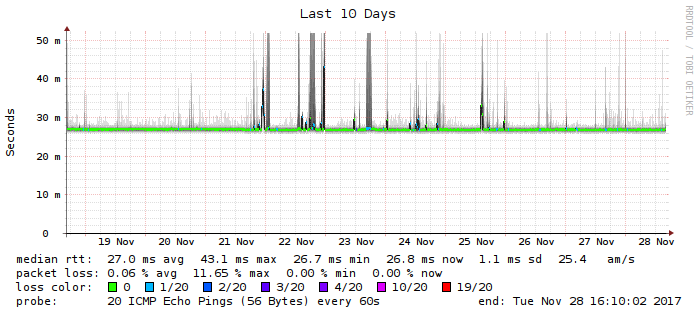 Last 10 Days
RRDTOOL / TOBI OETIKER
Seconds
50 m
40 m
30 m
20 m
10 m
0
19 Nov 20 Nov 21 Nov 22 Nov 23 Nov 24 Nov 25 Nov 26 Nov 27 Nov 28 Nov
median rtt: 27.0 ms avg 43.1 ms max 26.7 ms min 26.8 ms now 1.1 ms sd 25.4 am/s
packet loss: 0.06 % avg 11.65 % max 0.00 % min 0.00 % now
loss color: 0 1/20 2/20 3/20 4/20 10/20 19/20
probe: 20 ICMP Echo Pings (56 Bytes) every 60s end: Tue Nov 28 16:10:02 2017